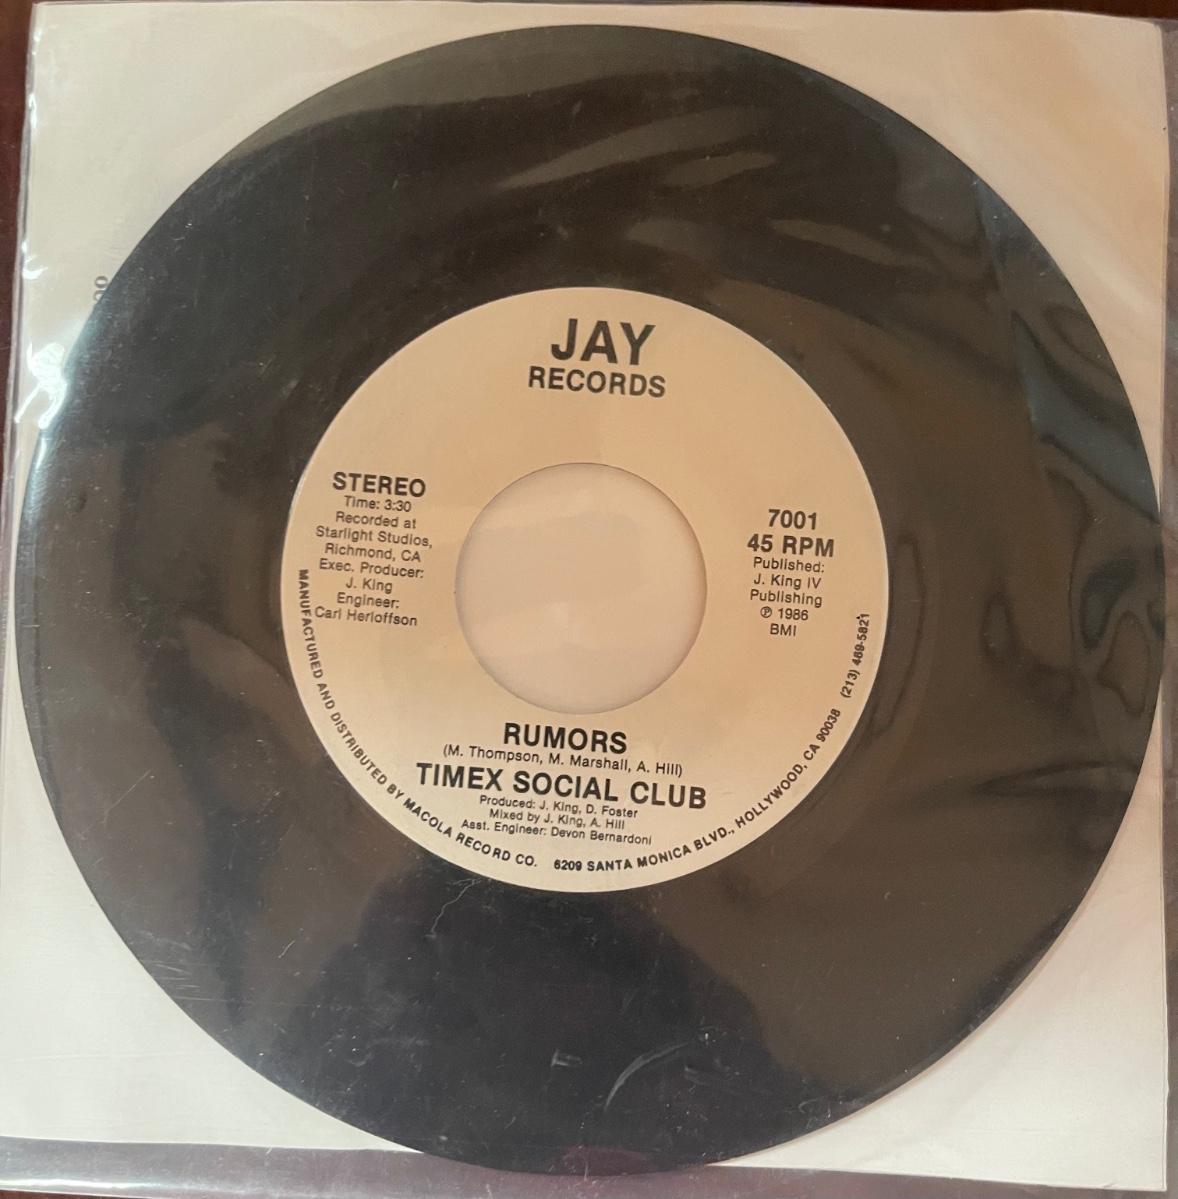 JAY
RECORDS
STEREO
Time: 3:30
Recorded at
Starlight Studios,
Richmond, CA
Exec. Producer:
J. King
Engineer:
Carl Herloffson
7001
45 RPM
Published:
J. King IV
Publishing
℗ 1986
BMI
RUMORS
(M. Thompson, M. Marshall, A. Hill)
TIMEX SOCIAL CLUB
Produced: J. King, D. Foster
Mixed by J. King, A. Hill
Asst. Engineer: Devon Bernardoni
MANUFACTURED AND DISTRIBUTED BY MACOLA RECORD CO. 6209 SANTA MONICA BLVD., HOLLYWOOD, CA 90038 (213) 469-5821